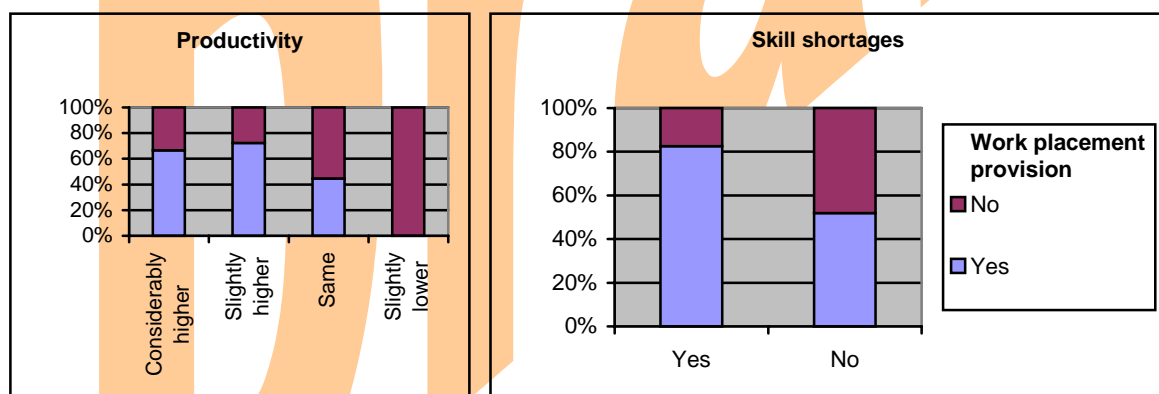 Productivity
100%
80%
60%
40%
20%
0%
Considerably
higher
Slightly
higher
Same
Slightly
lower
Skill shortages
100%
80%
60%
40%
20%
0%
Yes
No
Work placement
provision
No
Yes